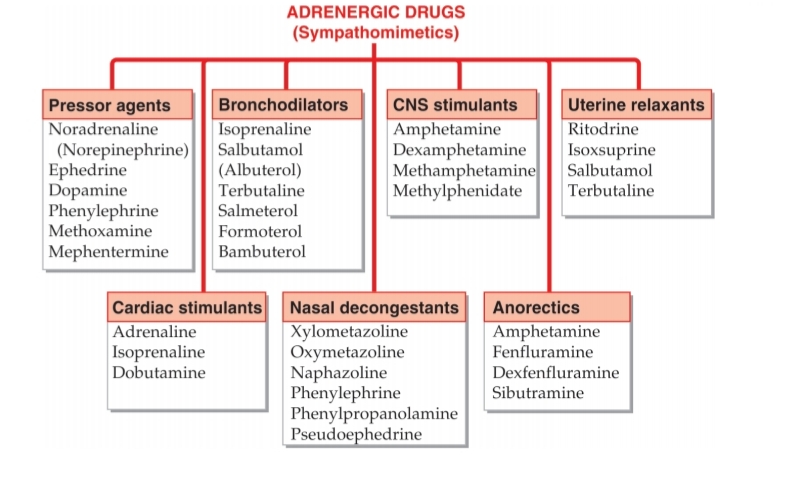 ADRENERGIC DRUGS
(Sympathomimetics)
Pressor agents
Noradrenaline
(Norepinephrine)
Ephedrine
Dopamine
Phenylephrine
Methoxamine
Mephentermine
Bronchodilators
Isoprenaline
Salbutamol
(Albuterol)
Terbutaline
Salmeterol
Formoterol
Bambuterol
CNS stimulants
Amphetamine
Dexamphetamine
Methamphetamine
Methylphenidate
Uterine relaxants
Ritodrine
Isoxsuprine
Salbutamol
Terbutaline
Cardiac stimulants
Adrenaline
Isoprenaline
Dobutamine
Nasal decongestants
Xylometazoline
Oxymetazoline
Naphazoline
Phenylephrine
Phenylpropanolamine
Pseudoephedrine
Anorectics
Amphetamine
Fenfluramine
Dexfenfluramine
Sibutramine